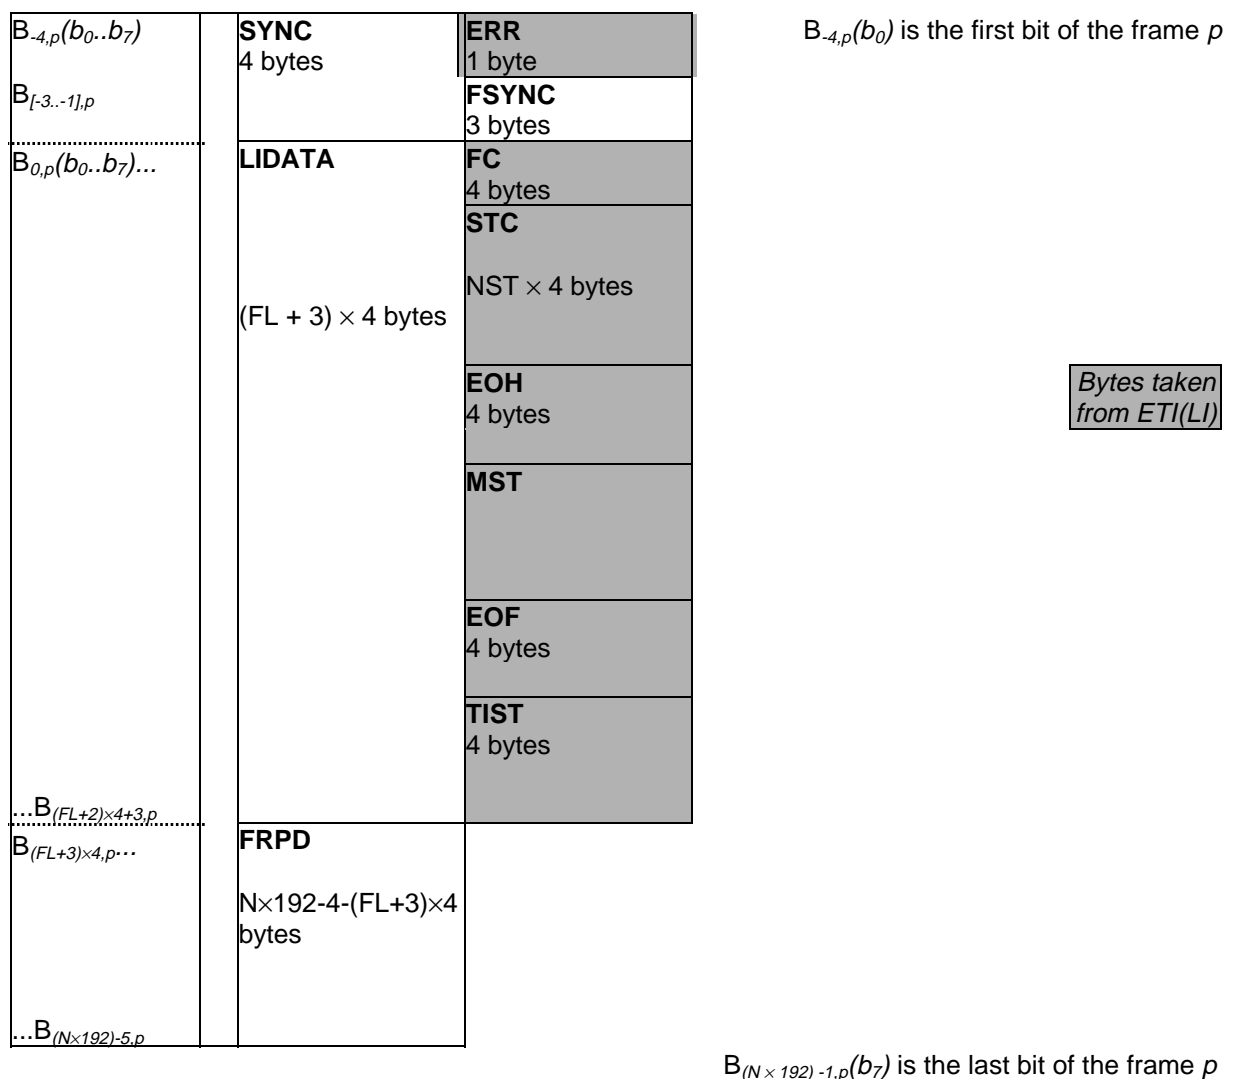 B-4,p(b0..b7) SYNC ERR B-4,p(b0) is the first bit of the frame p
4 bytes 1 byte
B[-3..-1],p FSYNC
3 bytes
B0,p(b0..b7)... LIDATA FC
4 bytes
STC
NST × 4 bytes
(FL + 3) × 4 bytes
EOH Bytes taken
4 bytes from ETI(LI)
MST
EOF
4 bytes
TIST
4 bytes
...B(FL+2)×4+3,p
B(FL+3)×4,p... FRPD
N×192-4-(FL+3)×4
bytes
...B(N×192)-5,p
B(N × 192) -1,p(b7) is the last bit of the frame p